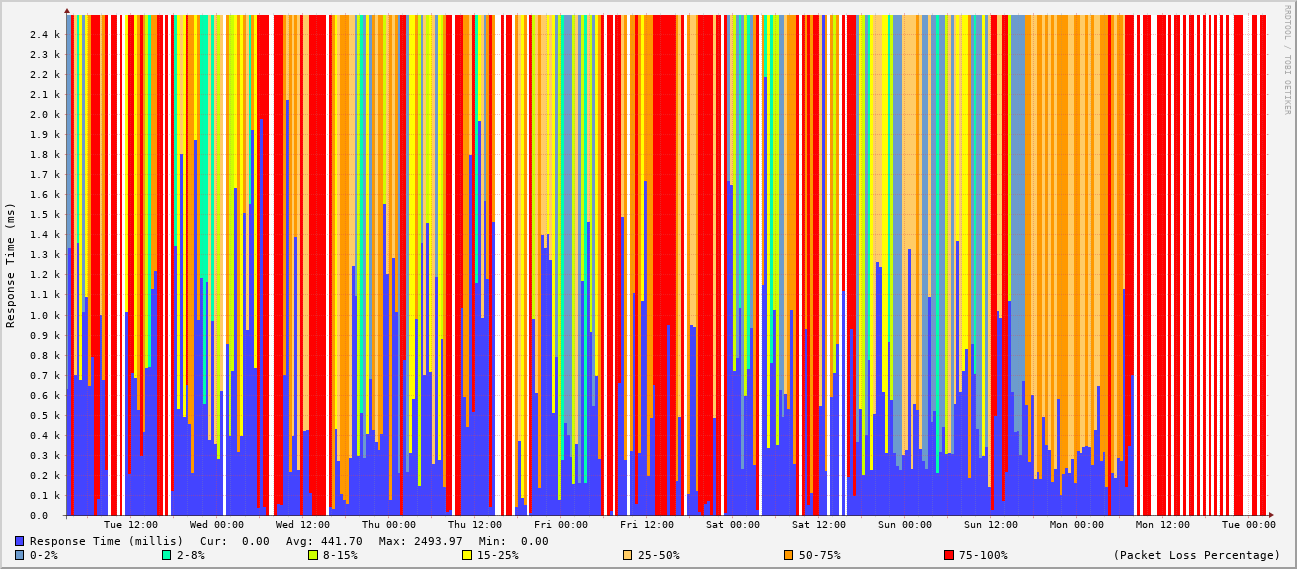 RRDTOOL / TOBI OETIKER
Response Time (ms)
2.4 k
2.3 k
2.2 k
2.1 k
2.0 k
1.9 k
1.8 k
1.7 k
1.6 k
1.5 k
1.4 k
1.3 k
1.2 k
1.1 k
1.0 k
0.9 k
0.8 k
0.7 k
0.6 k
0.5 k
0.4 k
0.3 k
0.2 k
0.1 k
0.0
Tue 12:00 Wed 00:00 Wed 12:00 Thu 00:00 Thu 12:00 Fri 00:00 Fri 12:00 Sat 00:00 Sat 12:00 Sun 00:00 Sun 12:00 Mon 00:00 Mon 12:00 Tue 00:00
Response Time (millis) Cur: 0.00 Avg: 441.70 Max: 2493.97 Min: 0.00
0-2% 2-8% 8-15% 15-25% 25-50% 50-75% 75-100% (Packet Loss Percentage)